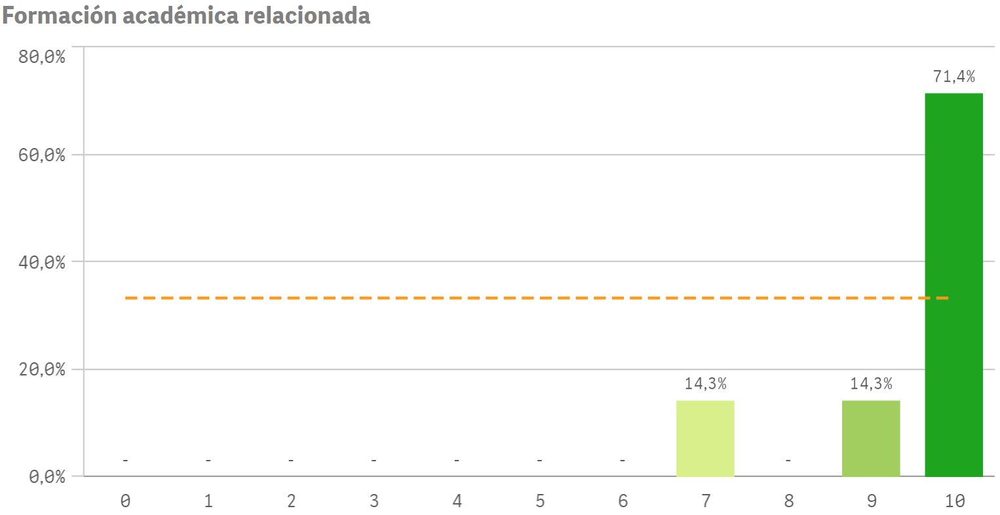 Formación académica relacionada
80,0%
71,4%
60,0%
40,0%
20,0%
14,3% 14,3%
- - - - - - - -
0,0%
0 1 2 3 4 5 6 7 8 9 10